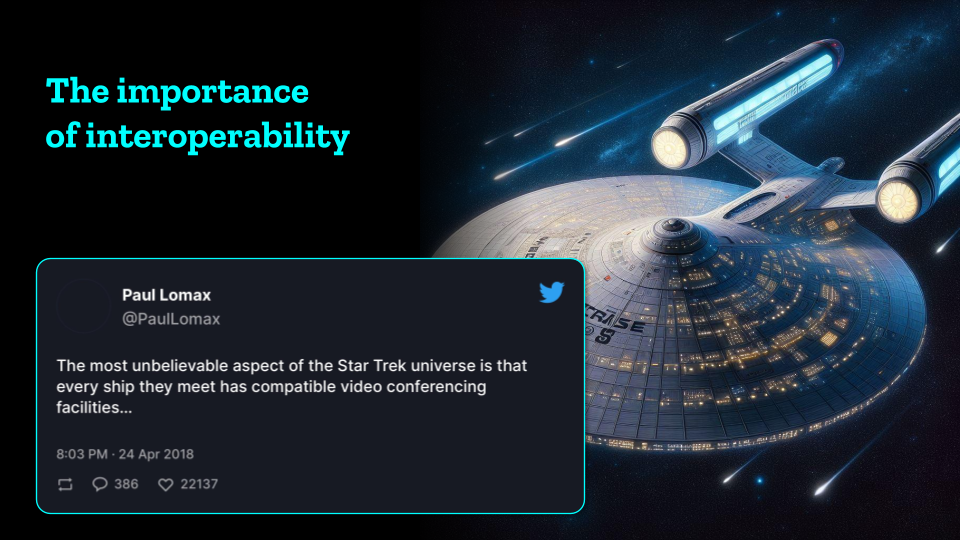 The importance
of interoperability
Paul Lomax
@PaulLomax
The most unbelievable aspect of the Star Trek universe is that
every ship they meet has compatible video conferencing
facilities...
8:03 PM · 24 Apr 2018
386 22137